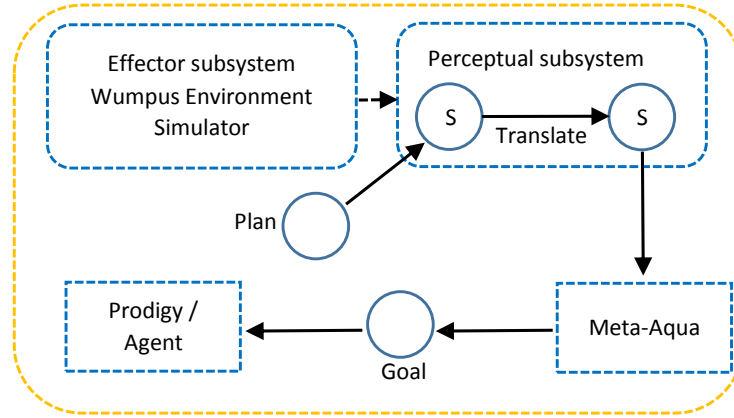 Effector subsystem
Wumpus Environment
Simulator
Perceptual subsystem
S
S
Translate
Plan
Prodigy /
Agent
Goal
Meta-Aqua